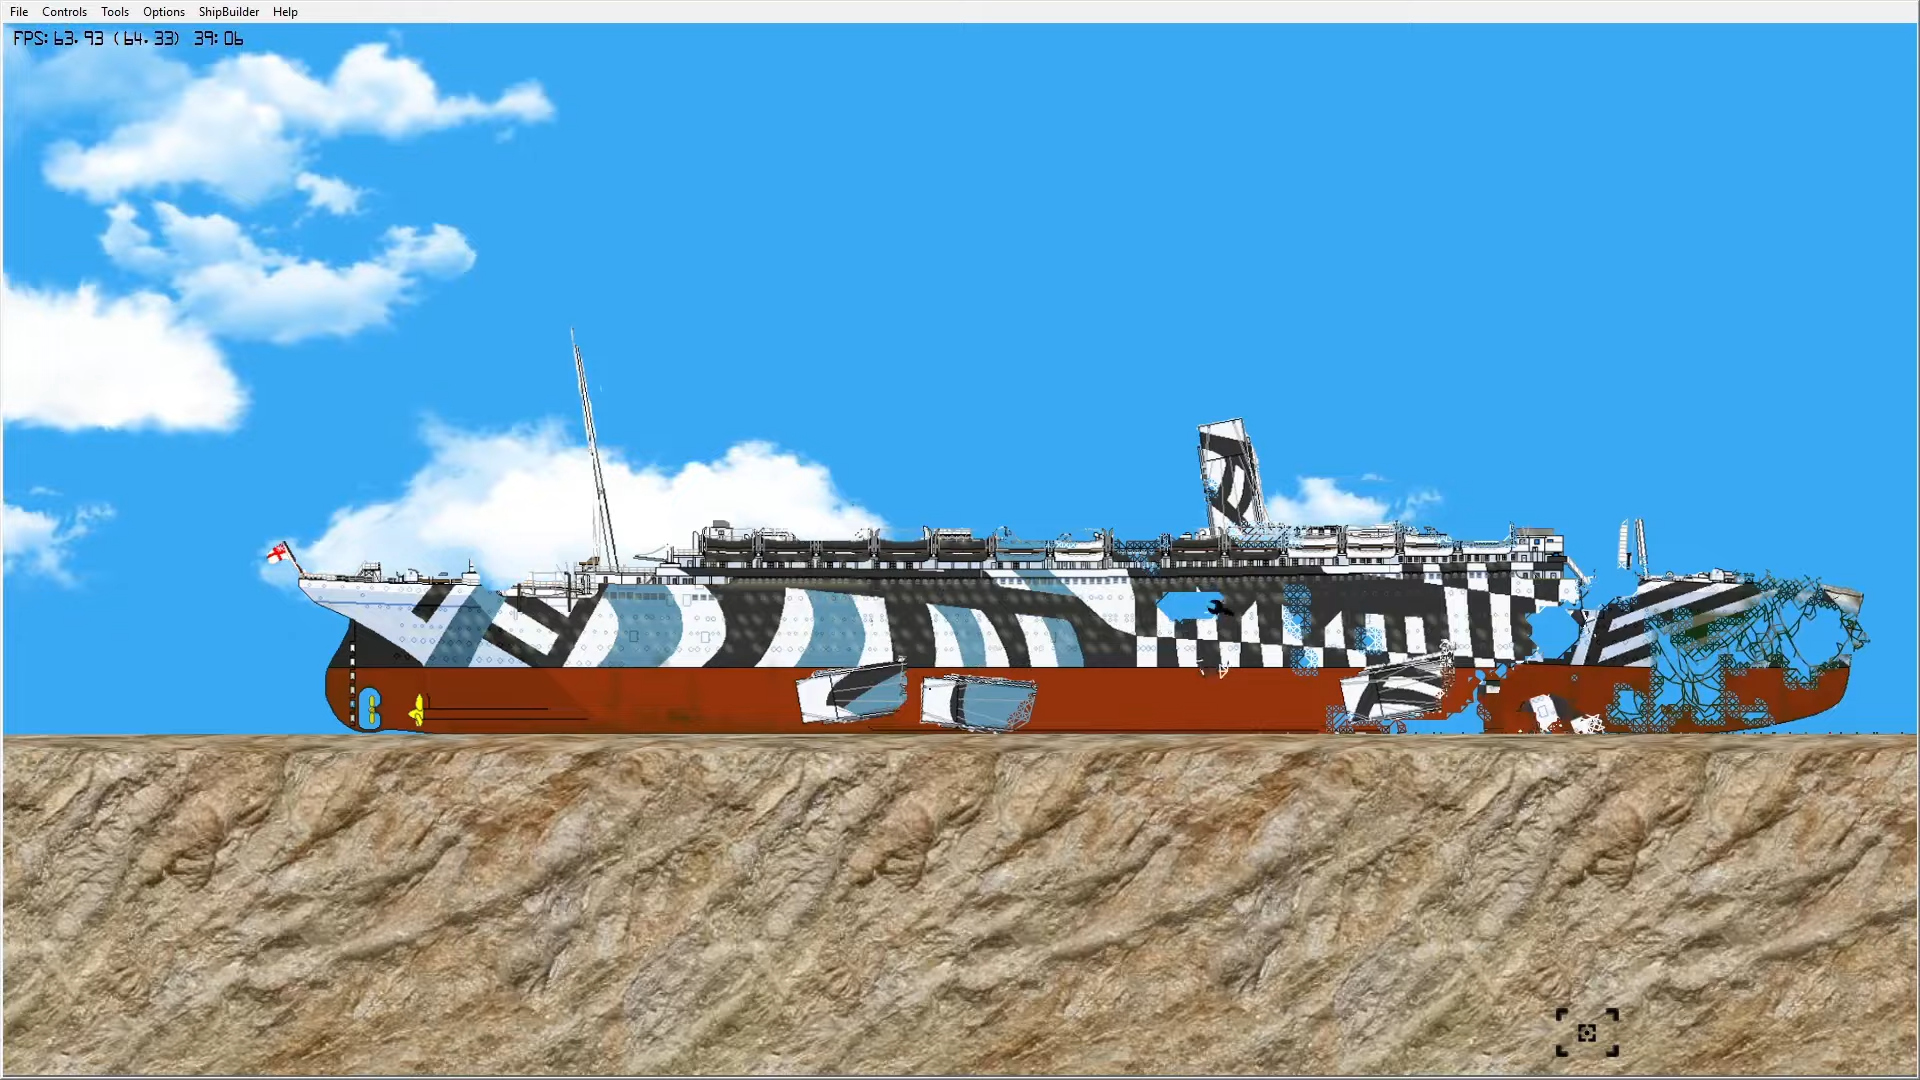 File Controls Tools Options ShipBuilder Help
FPS: 63.93 (64.33) 39:06